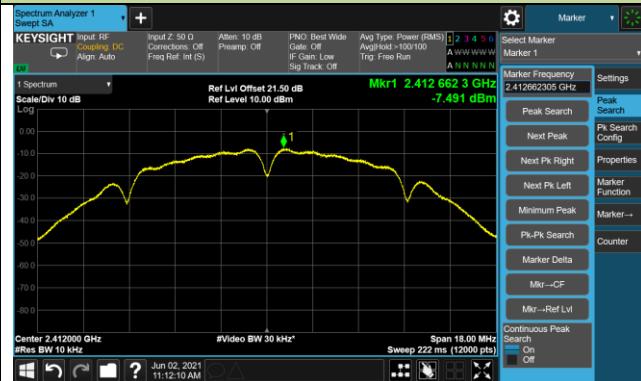 Spectrum Analyzer 1
Swept SA
Marker
KEYSIGHT
Input: RF
Coupling: DC
Align: Auto
Input Z: 50 Ω
Corrections: Off
Freq Ref: Int (S)
Atten: 10 dB
Preamp: Off
PNO: Best Wide
Gate: Off
IF Gain: Low
Sig Track: Off
Avg Type: Power (RMS)
Avg|Hold:>100/100
Trig: Free Run
1 2 3 4 5 6
A W W W W W
A N N N N N
LXI
Select Marker
Marker 1
1 Spectrum
Scale/Div 10 dB
Log
Ref Lvl Offset 21.50 dB
Ref Level 10.00 dBm
Mkr1 2.412 662 3 GHz
-7.491 dBm
Marker Frequency
2.412662305 GHz
Peak Search
Next Peak
Next Pk Right
Next Pk Left
Minimum Peak
Pk-Pk Search
Marker Delta
Mkr→CF
Mkr→Ref Lvl
Continuous Peak
Search
On
Off
Settings
Peak
Search
Pk Search
Config
Properties
Marker
Function
Marker→
Counter
0.00
-10.0
-20.0
-30.0
-40.0
-50.0
-60.0
-70.0
-80.0
1
Center 2.412000 GHz
#Res BW 10 kHz
#Video BW 30 kHz*
Span 18.00 MHz
Sweep 222 ms (12000 pts)
Jun 02, 2021
11:12:10 AM